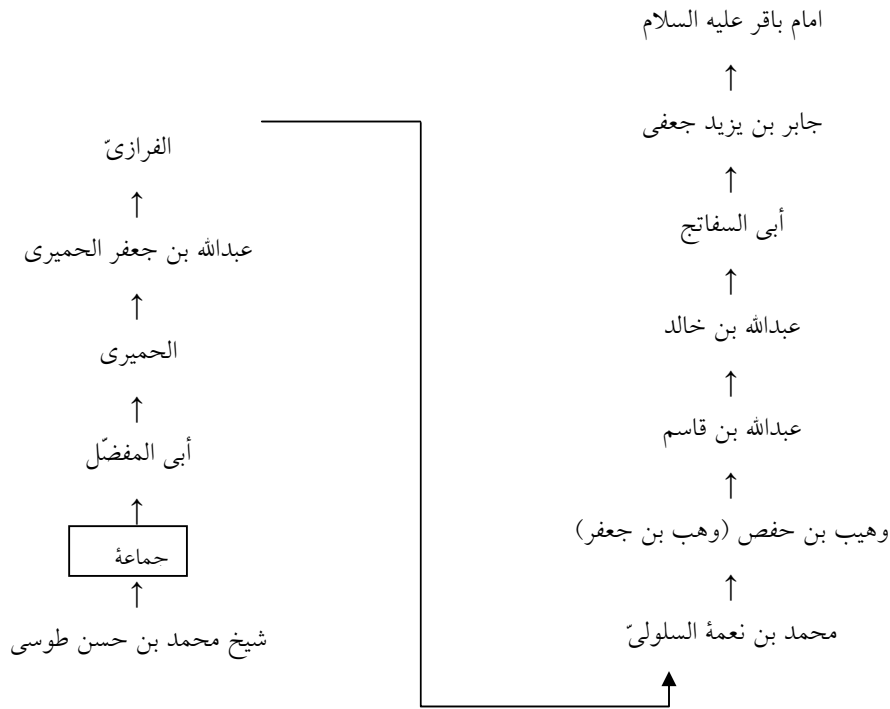 امام باقر علیه السلام
↑
جابر بن یزید جعفی
↑
أبی السفاتج
↑
عبدالله بن خالد
↑
عبدالله بن قاسم
↑
وهیب بن حفص (وهب بن جعفر)
↑
محمد بن نعمهٔ السلولیّ
الفرازیّ
↑
عبدالله بن جعفر الحمیری
↑
الحمیری
↑
أبی المفضّل
↑
حماعهٔ
↑
شیخ محمد بن حسن طوسی